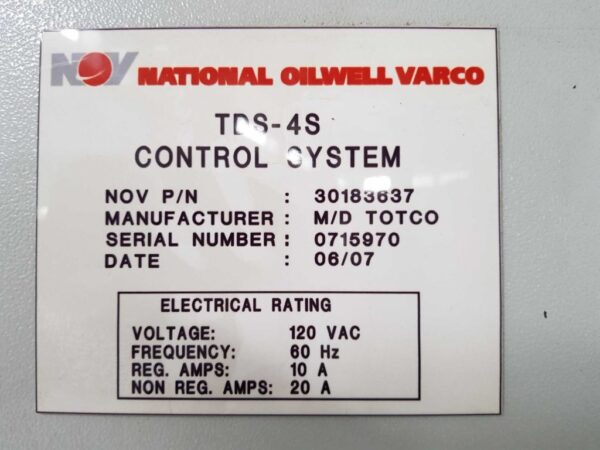 NOV NATIONAL OILWELL VARCO
TDS-4S
CONTROL SYSTEM
NOV P/N : 30183637
MANUFACTURER : M/D TOTCO
SERIAL NUMBER : 0715970
DATE : 06/07
ELECTRICAL RATING
VOLTAGE: 120 VAC
FREQUENCY: 60 Hz
REG. AMPS: 10 A
NON REG. AMPS: 20 A